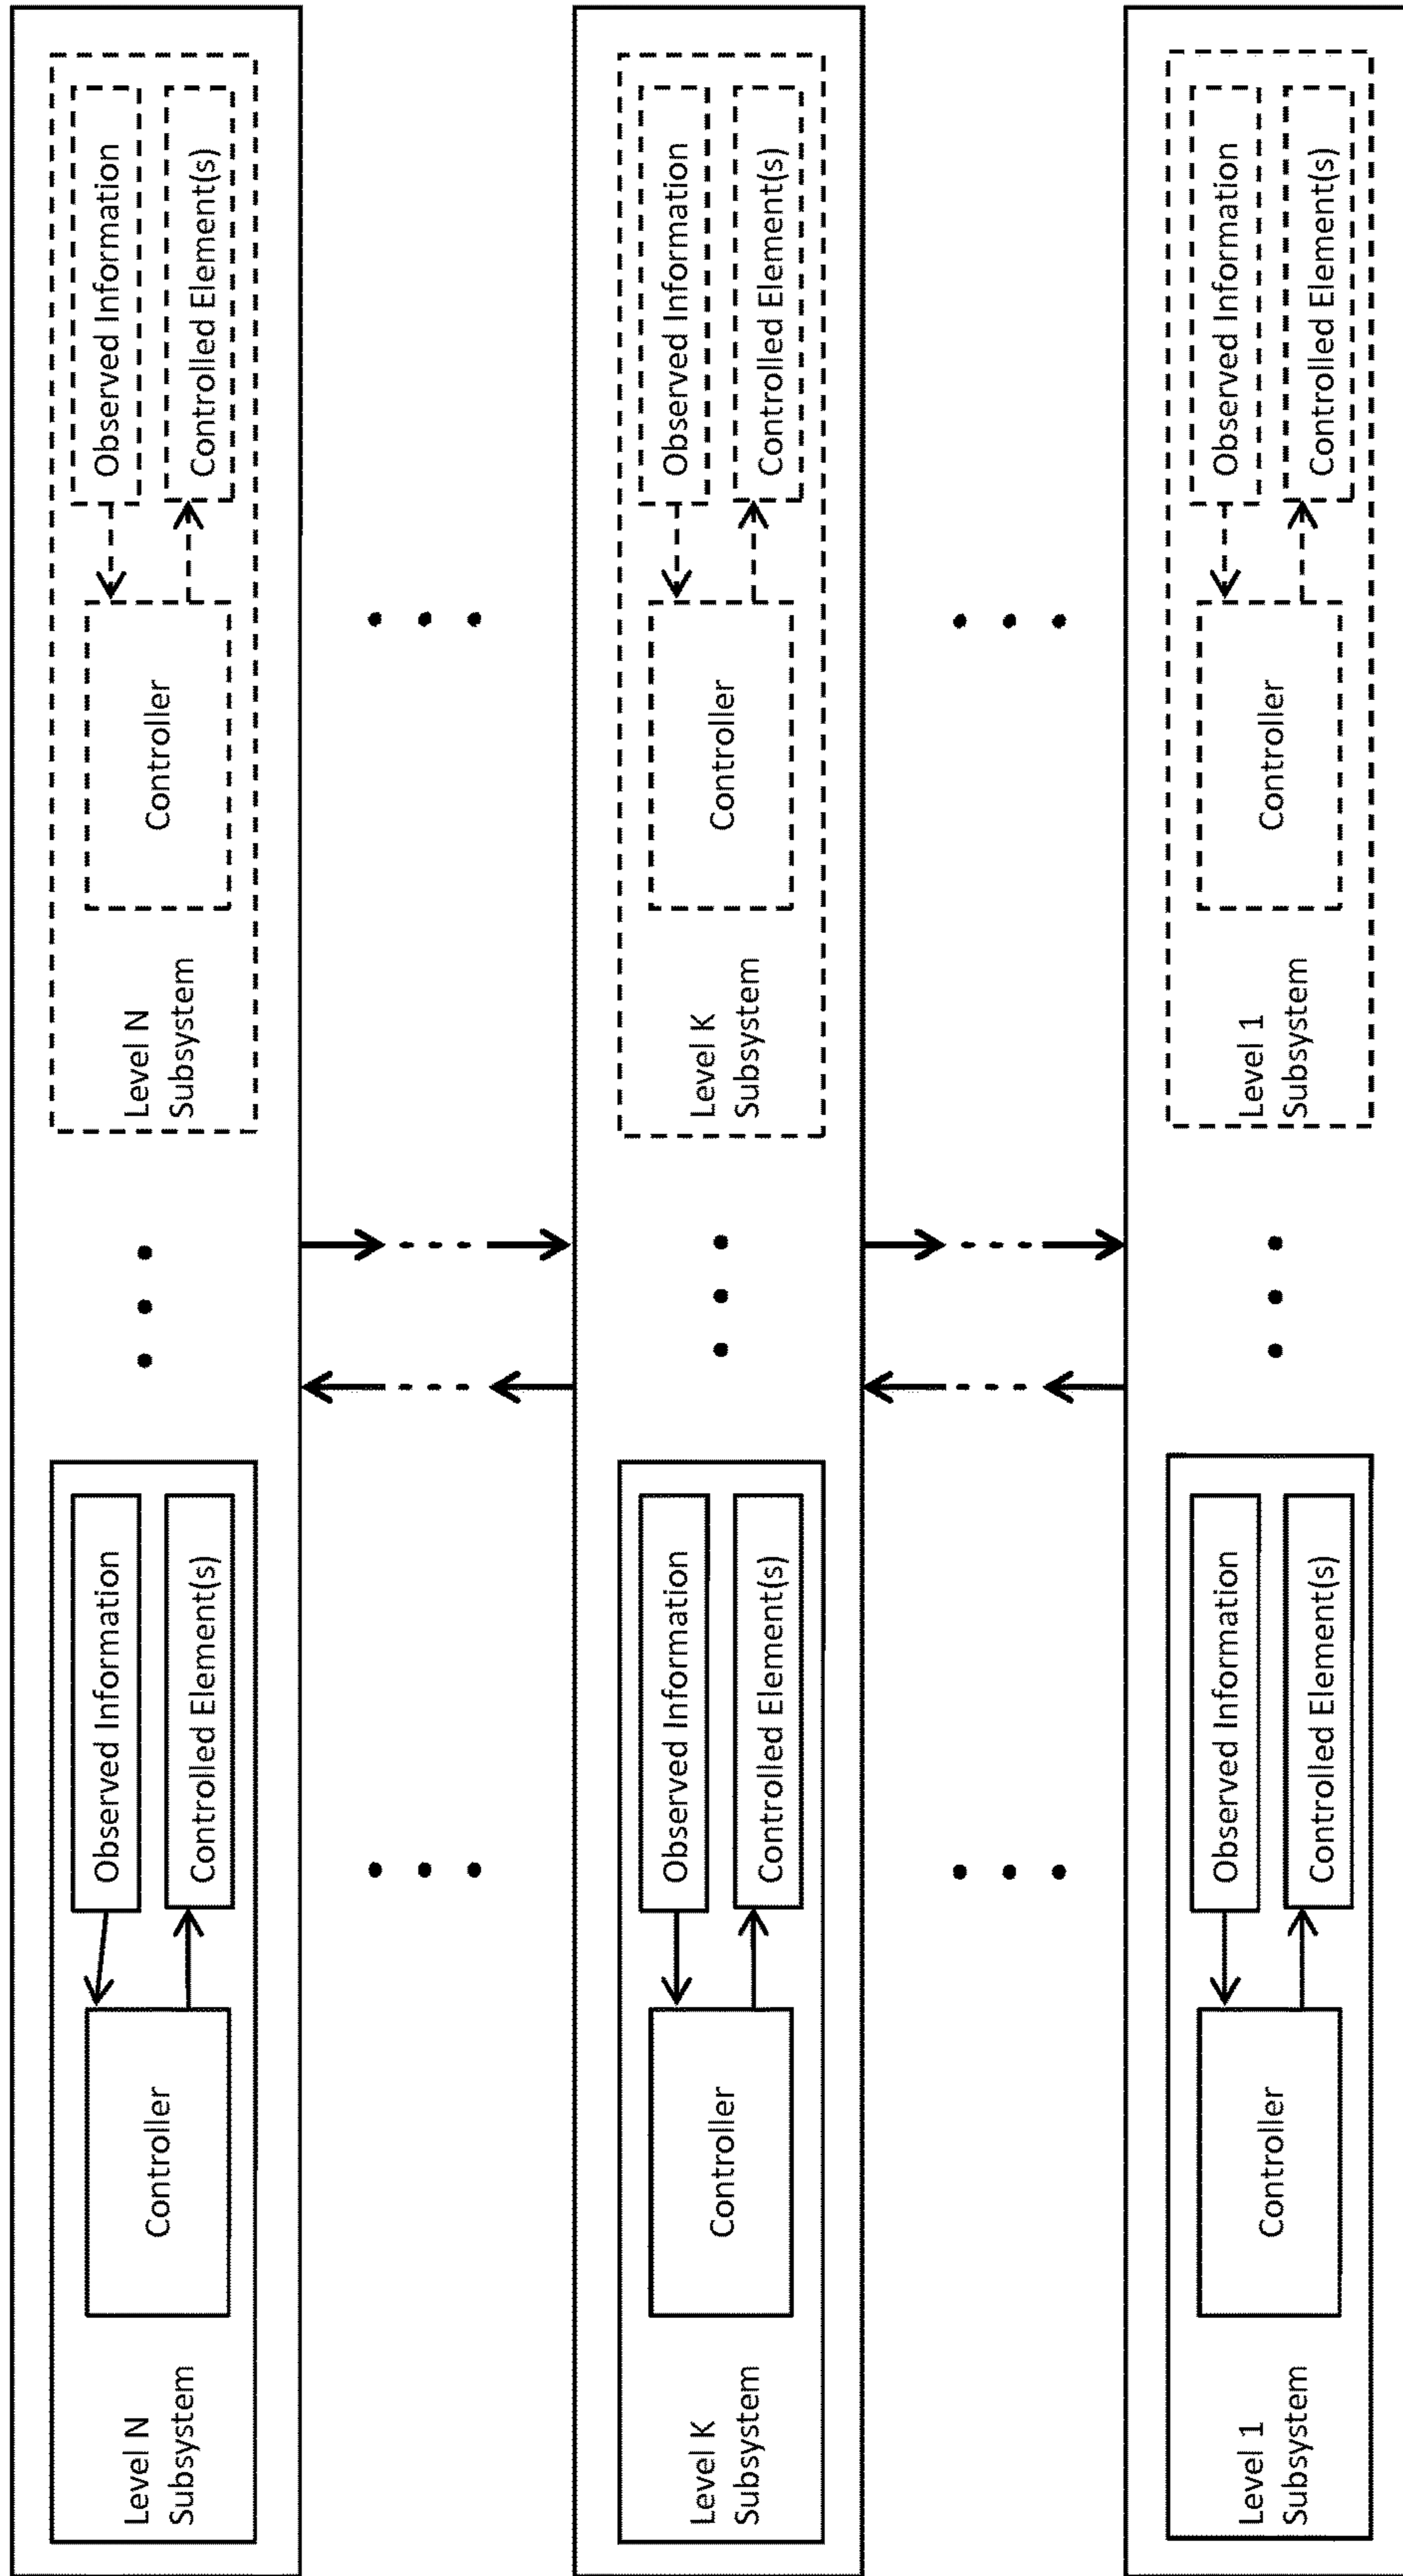 Level N
Subsystem
Controller
Observed Information
Controlled Element(s)
Level N
Subsystem
Controller
Observed Information
Controlled Element(s)
Level K
Subsystem
Controller
Observed Information
Controlled Element(s)
Level K
Subsystem
Controller
Observed Information
Controlled Element(s)
Level 1
Subsystem
Controller
Observed Information
Controlled Element(s)
Level 1
Subsystem
Controller
Observed Information
Controlled Element(s)